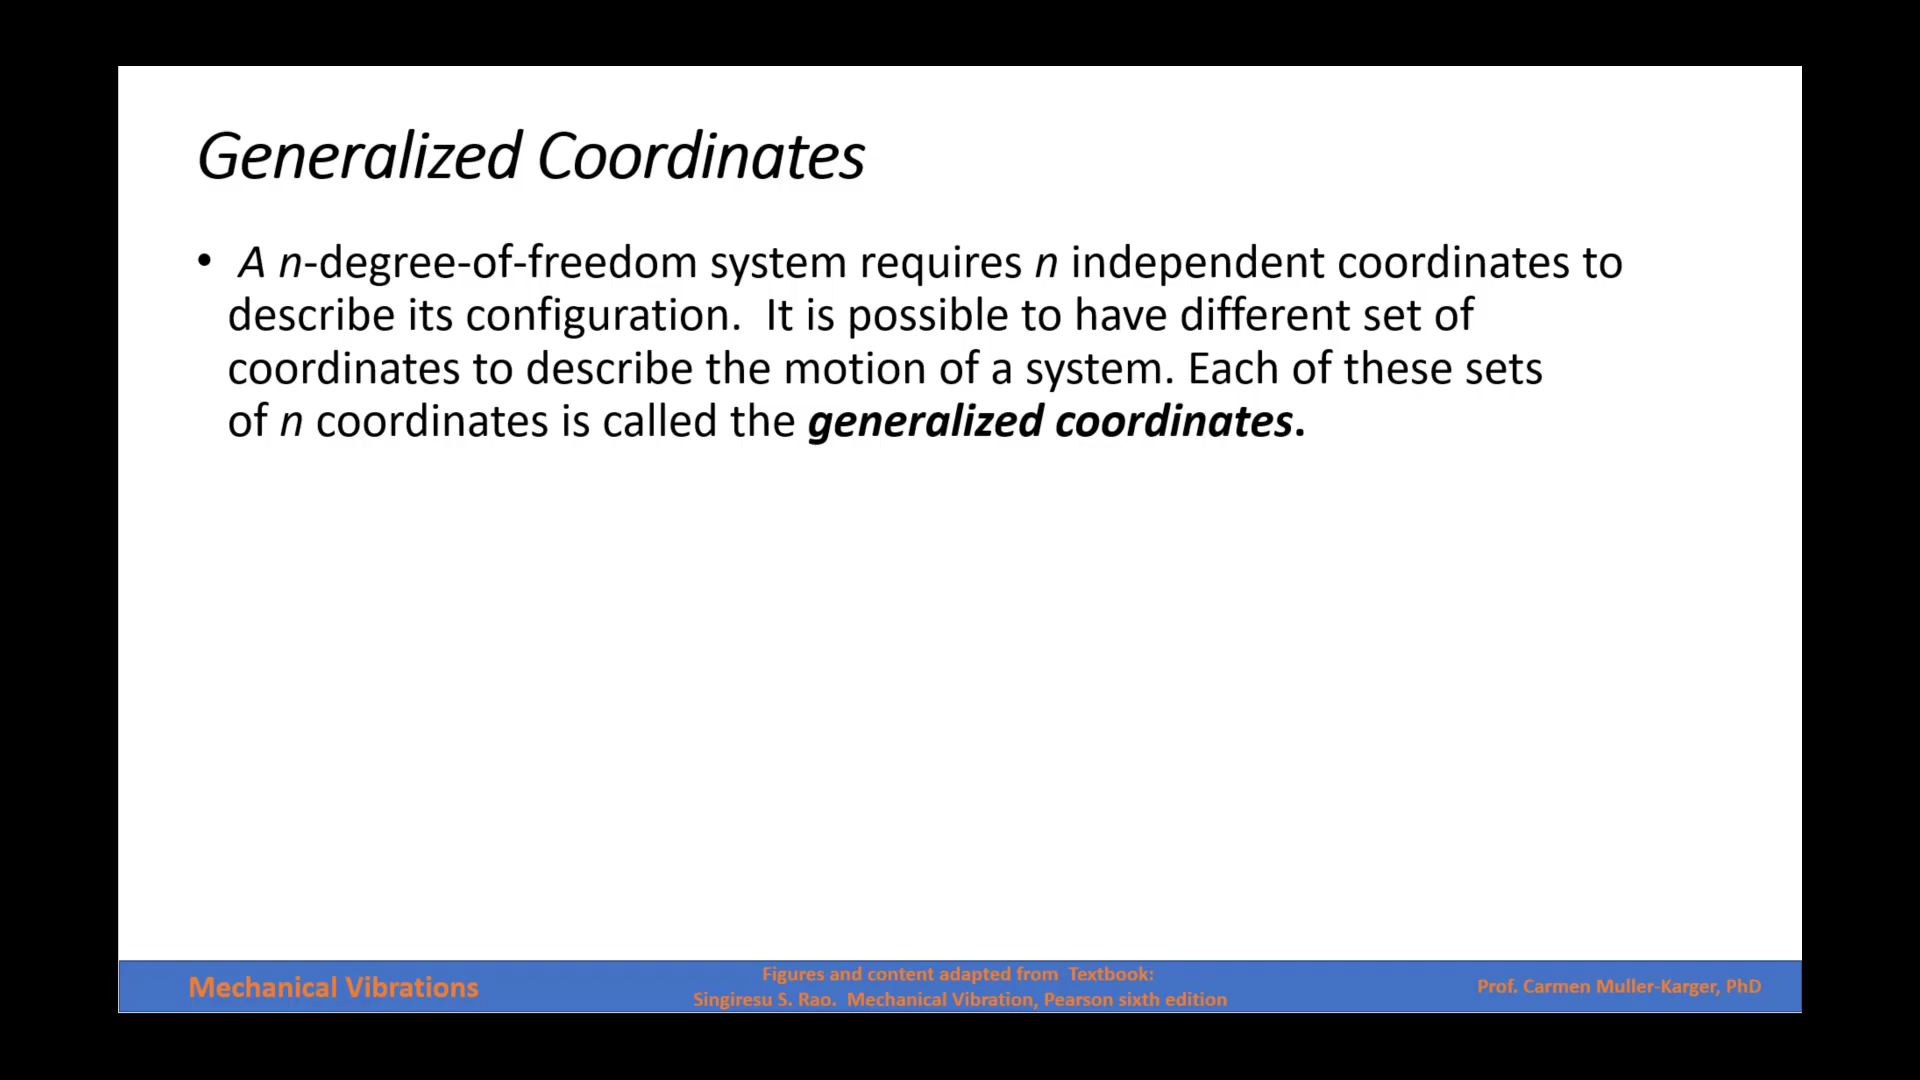 Generalized Coordinates
• A n-degree-of-freedom system requires n independent coordinates to
describe its configuration.  It is possible to have different set of
coordinates to describe the motion of a system. Each of these sets
of n coordinates is called the generalized coordinates.
Mechanical Vibrations
Figures and content adapted from  Textbook:
Singiresu S. Rao.  Mechanical Vibration, Pearson sixth edition
Prof. Carmen Muller-Karger, PhD